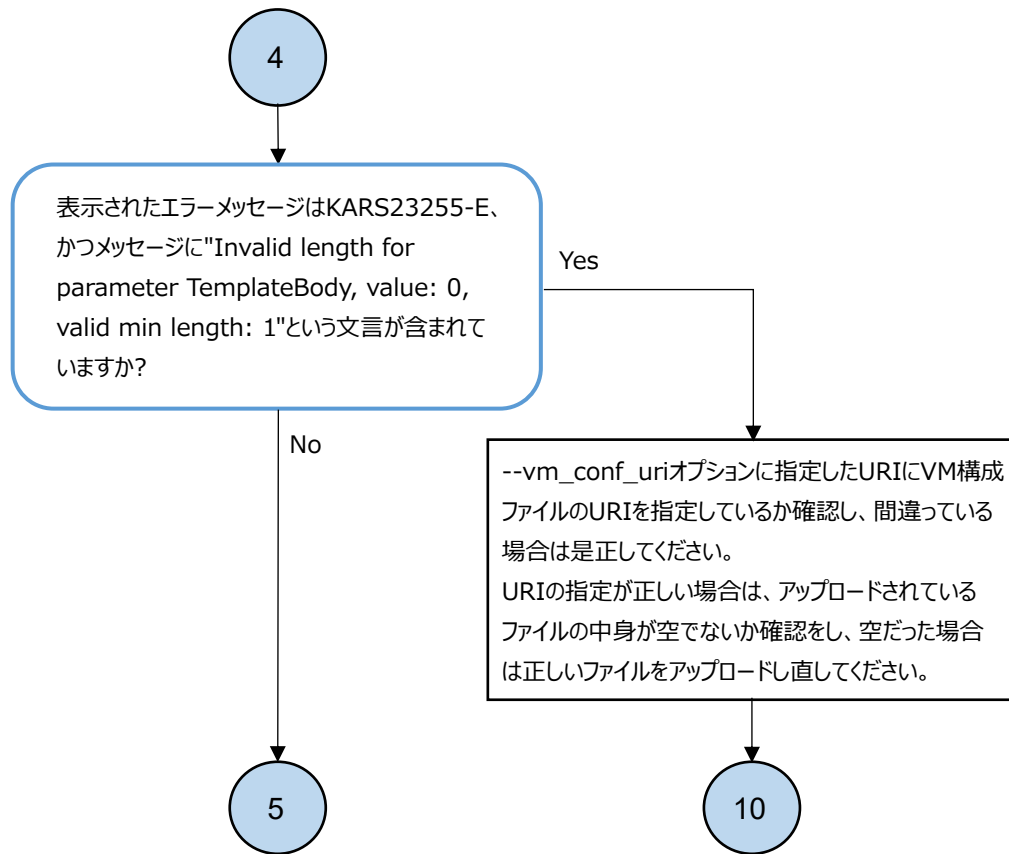 4
表示されたエラーメッセージはKARS23255-E、
かつメッセージに"Invalid length for
parameter TemplateBody, value: 0,
valid min length: 1"という文言が含まれて
いますか?
Yes
No
--vm_conf_uriオプションに指定したURIにVM構成
ファイルのURIを指定しているか確認し、間違っている
場合は是正してください。
URIの指定が正しい場合は、アップロードされている
ファイルの中身が空でないか確認をし、空だった場合
は正しいファイルをアップロードし直してください。
5
10